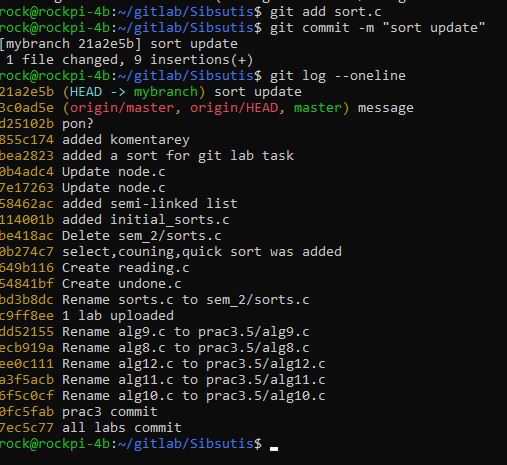 rock@rockpi-4b:~/gitlab/Sibsutis$ git add sort.c
rock@rockpi-4b:~/gitlab/Sibsutis$ git commit -m "sort update"
[mybranch 21a2e5b] sort update
1 file changed, 9 insertions(+)
rock@rockpi-4b:~/gitlab/Sibsutis$ git log --oneline
21a2e5b (HEAD -> mybranch) sort update
3c0ad5e (origin/master, origin/HEAD, master) message
d25102b pon?
855c174 added komentarey
bea2823 added a sort for git lab task
0b4adc4 Update node.c
7e17263 Update node.c
58462ac added semi-linked list
114001b added initial_sorts.c
be418ac Delete sem_2/sorts.c
0b274c7 select,couning,quick sort was added
649b116 Create reading.c
54841bf Create undone.c
bd3b8dc Rename sorts.c to sem_2/sorts.c
c9ff8ee 1 lab uploaded
dd52155 Rename alg9.c to prac3.5/alg9.c
ecb919a Rename alg8.c to prac3.5/alg8.c
ee0c111 Rename alg12.c to prac3.5/alg12.c
a3f5acb Rename alg11.c to prac3.5/alg11.c
6f5c0cf Rename alg10.c to prac3.5/alg10.c
0fc5fab prac3 commit
7ec5c77 all labs commit
rock@rockpi-4b:~/gitlab/Sibsutis$